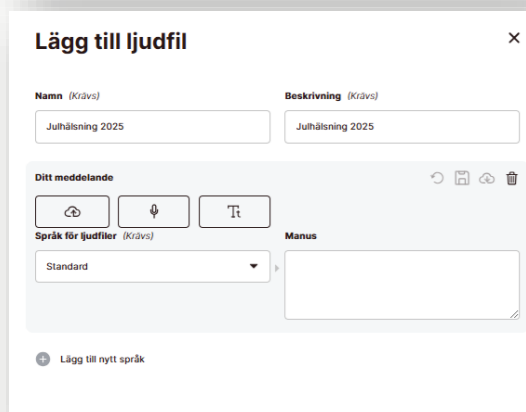 Lägg till ljudfil
Namn (Krävs)
Beskrivning (Krävs)
Julhälsning 2025
Julhälsning 2025
Ditt meddelande
Tt
Språk för ljudfiler (Krävs)
Manus
Standard
Lägg till nytt språk